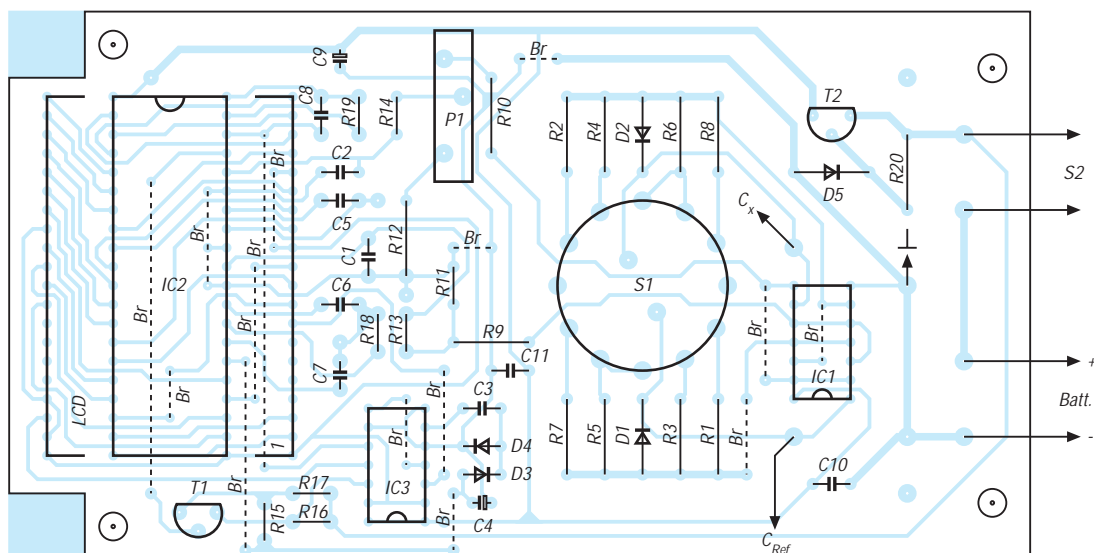 C9
Br
C8
R19
R14
P1
R10
R2
R4
D2
R6
R8
T2
R20
S2
Br
C2
D5
C5
Cx
R12
C1
Br
IC2
Br
Br
C6
R11
S1
R18
R13
R9
Br
Br
IC1
C11
C7
Br
LCD
1
Br
Br
C3
Br
D4
D3
IC3
C4
R7
R5
D1
R3
R1
Br
C10
+
Batt.
-
T1
R17
R15
R16
Br
CRef